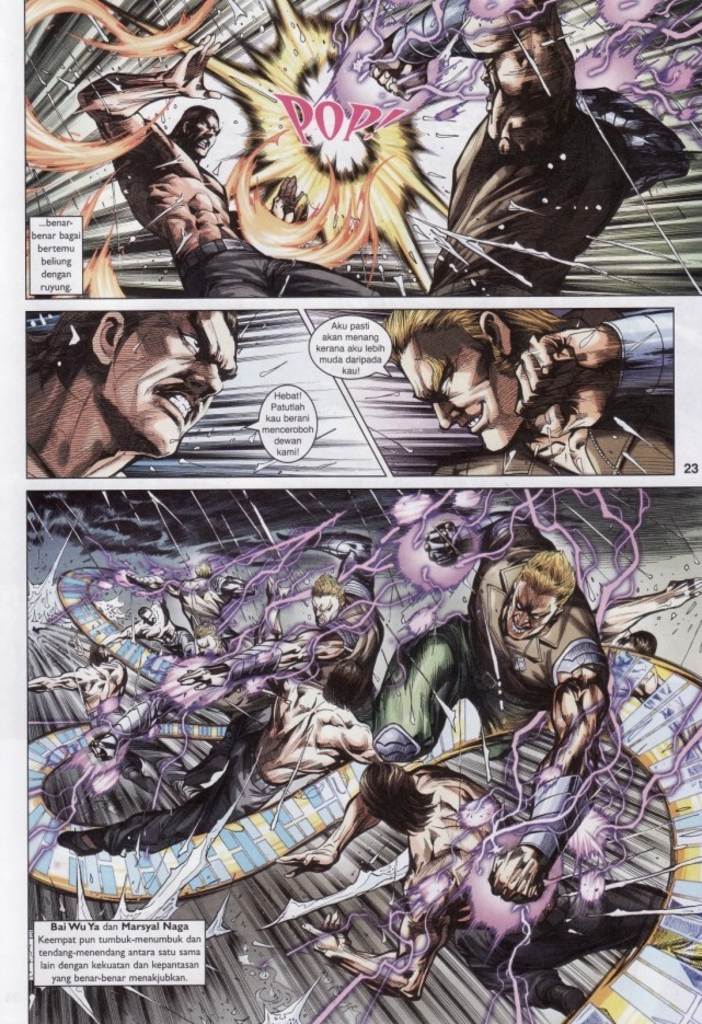 POP!
...benar-
benar bagai
bertemu
beliung
dengan
ruyung.
Aku pasti
akan menang
kerana aku lebih
muda daripada
kau!
Hebat!
Patutlah
kau berani
menceroboh
dewan
kami!
23
Bai Wu Ya dan Marsyal Naga
Keempat pun tumbuk-menumbuk dan
tendang-menendang antara satu sama
lain dengan kekuatan dan kepantasan
yang benar-benar menakjubkan.